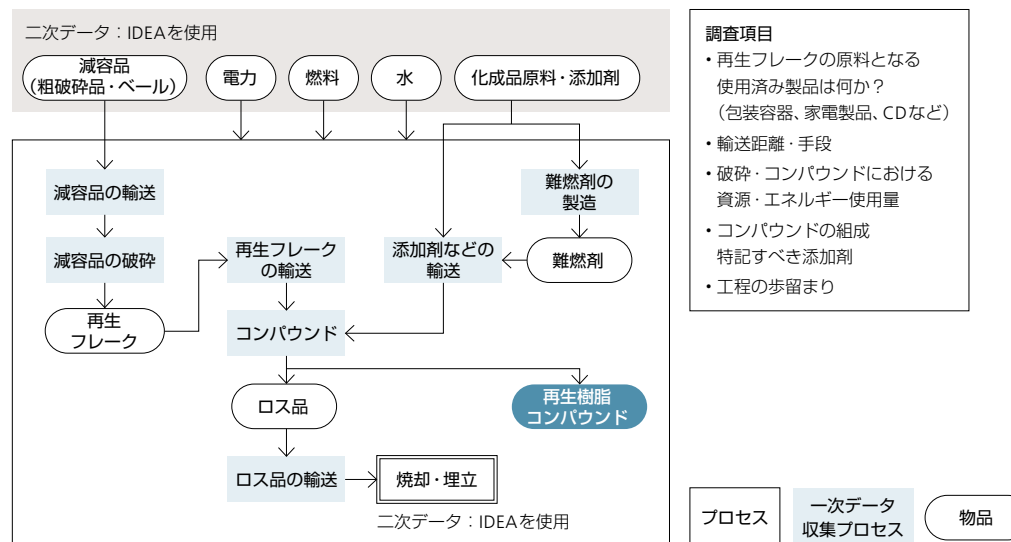 二次データ：IDEAを使用
減容品
（粗破砕品・ベール）
電力
燃料
水
化成品原料・添加剤
減容品の輸送
難燃剤の
製造
減容品の破砕
再生フレーク
の輸送
添加剤などの
輸送
難燃剤
再生
フレーク
コンパウンド
ロス品
再生樹脂
コンパウンド
ロス品の輸送
焼却・埋立
二次データ：IDEAを使用
調査項目
・再生フレークの原料となる
使用済み製品は何か？
（包装容器、家電製品、CDなど）
・輸送距離・手段
・破砕・コンパウンドにおける
資源・エネルギー使用量
・コンパウンドの組成
特記すべき添加剤
・工程の歩留まり
プロセス
一次データ
収集プロセス
物品